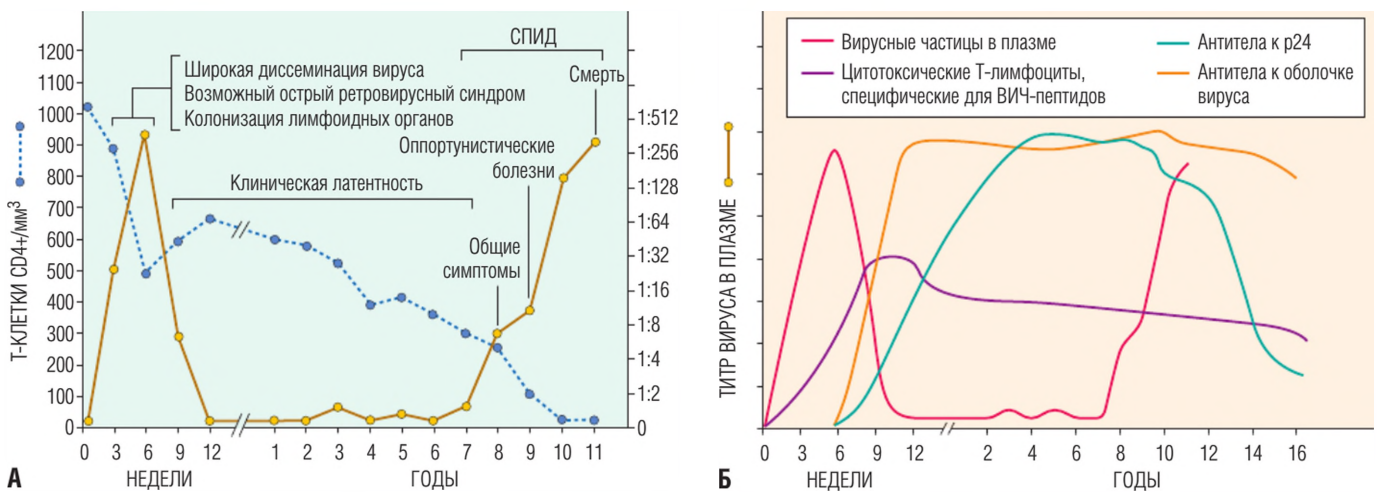 1200
1100
1000
900
800
700
600
500
400
300
200
100
0
Т-КЛЕТКИ CD4+/мм³
СПИД
Смерть
Широкая диссеминация вируса
Возможный острый ретровирусный синдром
Колонизация лимфоидных органов
Оппортунистические
болезни
Клиническая латентность
Общие
симптомы
1:512
1:256
1:128
1:64
1:32
1:16
1:8
1:4
1:2
0
0 3 6 9 12 1 2 3 4 5 6 7 8 9 10 11
НЕДЕЛИ ГОДЫ
А
ТИТР ВИРУСА В ПЛАЗМЕ
Вирусные частицы в плазме
Цитотоксические Т-лимфоциты,
специфические для ВИЧ-пептидов
Антитела к p24
Антитела к оболочке
вируса
0 3 6 9 12 2 4 6 8 10 12 14 16
НЕДЕЛИ ГОДЫ
Б